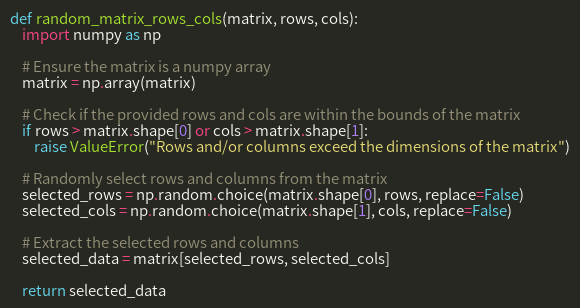 def random_matrix_rows_cols(matrix, rows, cols):
import numpy as np
# Ensure the matrix is a numpy array
matrix = np.array(matrix)
# Check if the provided rows and cols are within the bounds of the matrix
if rows > matrix.shape[0] or cols > matrix.shape[1]:
raise ValueError("Rows and/or columns exceed the dimensions of the matrix")
# Randomly select rows and columns from the matrix
selected_rows = np.random.choice(matrix.shape[0], rows, replace=False)
selected_cols = np.random.choice(matrix.shape[1], cols, replace=False)
# Extract the selected rows and columns
selected_data = matrix[selected_rows, selected_cols]
return selected_data